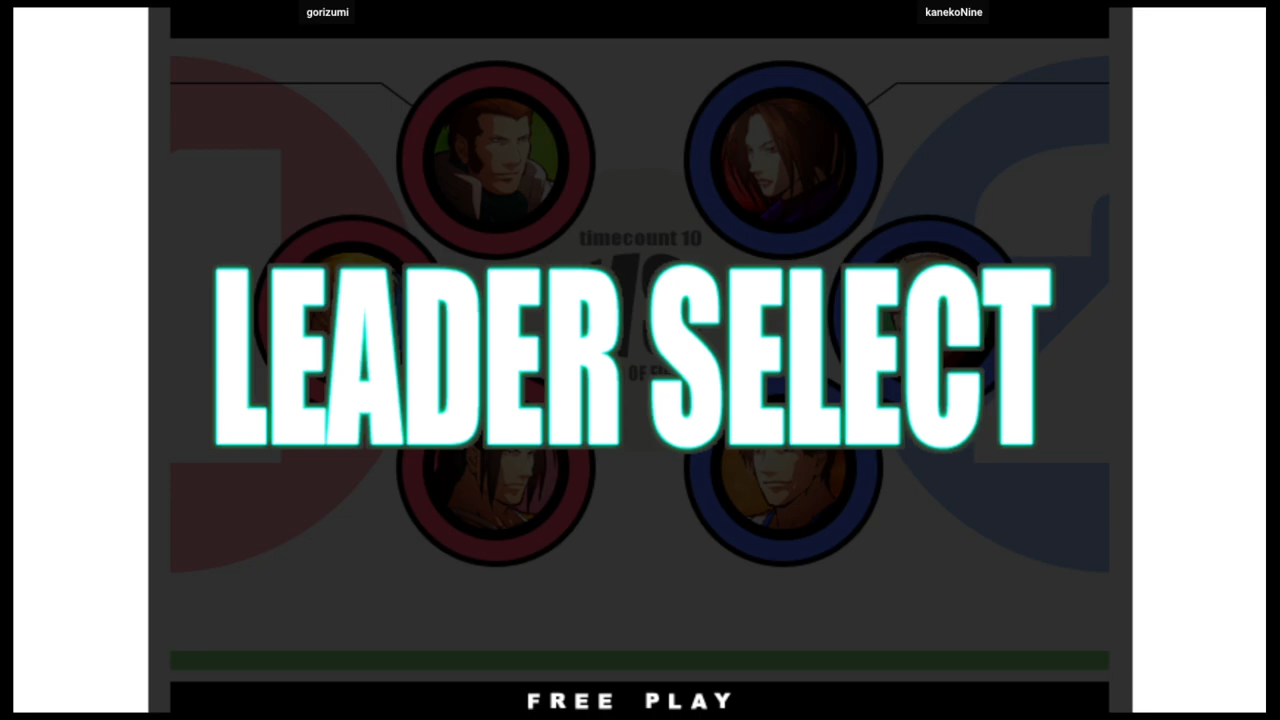 gorizumi
kanekoNine
timecount 10
LEADER SELECT
FREE PLAY